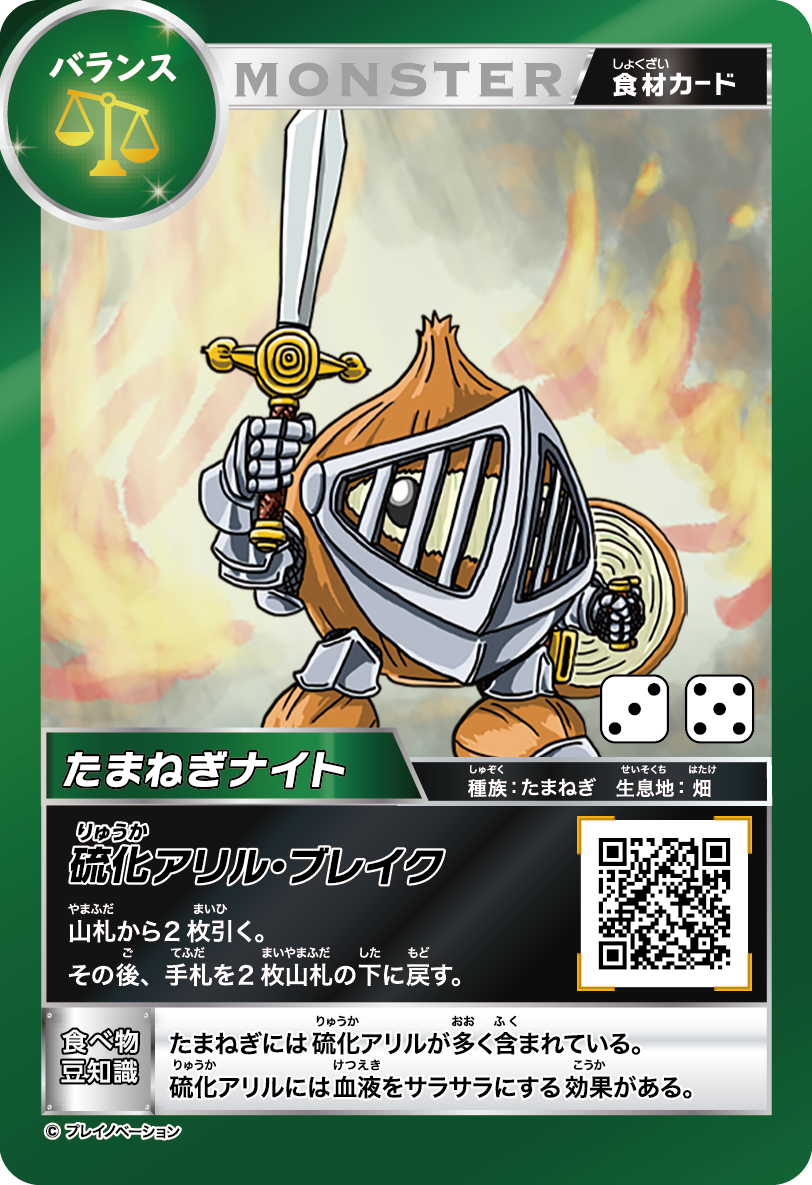 バランス
MONSTER
しょくざい
食材カード
たまねぎナイト
しゅぞく せいそくち はたけ
種族：たまねぎ 生息地：畑
りゅうか
硫化アリル・ブレイク
やまふだ まいひ
山札から2枚引く。
ご てふだ まいやまふだ した もど
その後、手札を2枚山札の下に戻す。
食べ物
豆知識
りゅうか おお ふく
たまねぎには硫化アリルが多く含まれている。
りゅうか けつえき こうか
硫化アリルには血液をサラサラにする効果がある。
© プレイノベーション